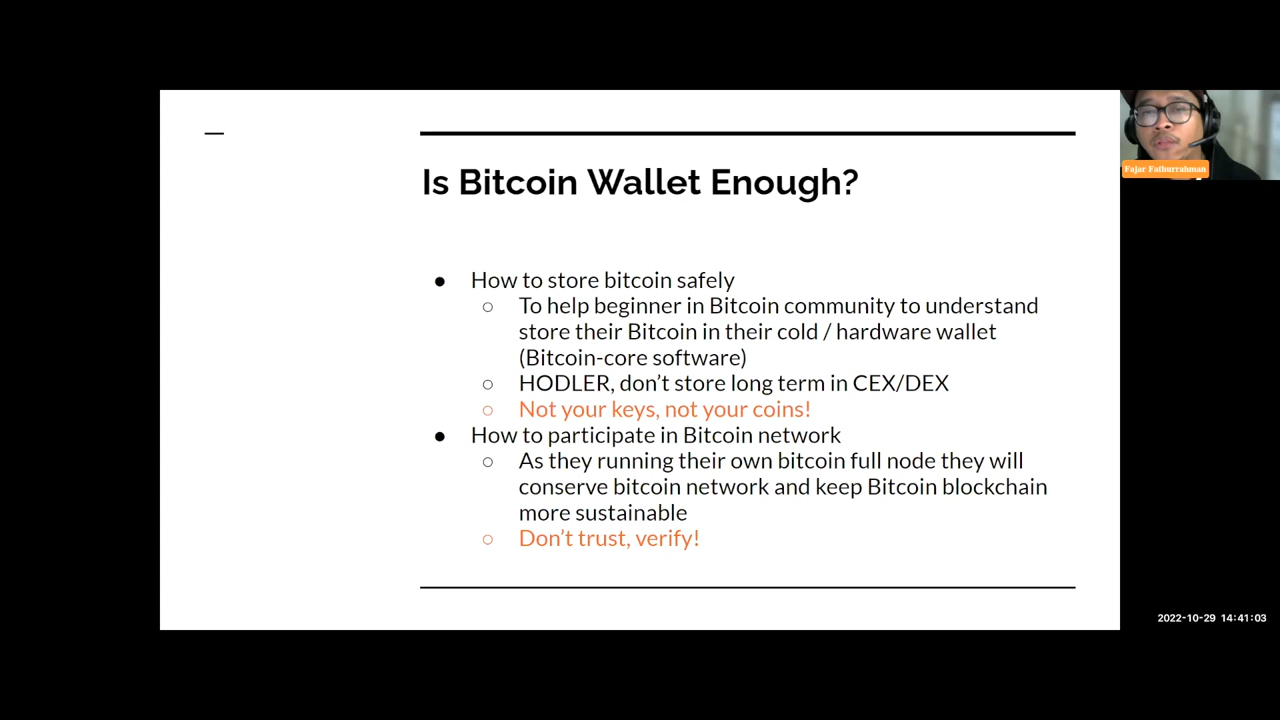 Is Bitcoin Wallet Enough?
● How to store bitcoin safely
○ To help beginner in Bitcoin community to understand
store their Bitcoin in their cold / hardware wallet
(Bitcoin-core software)
○ HODLER, don't store long term in CEX/DEX
○ Not your keys, not your coins!
● How to participate in Bitcoin network
○ As they running their own bitcoin full node they will
conserve bitcoin network and keep Bitcoin blockchain
more sustainable
○ Don't trust, verify!
Fajar Fathurrahman
2022-10-29 14:41:03